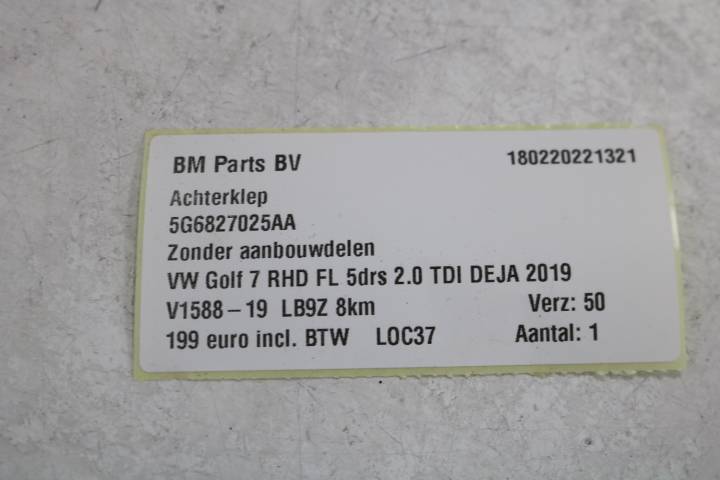 BM Parts BV 180220221321
Achterklep
5G6827025AA
Zonder aanbouwdelen
VW Golf 7 RHD FL 5drs 2.0 TDI DEJA 2019
V1588 – 19 LB9Z 8km Verz: 50
199 euro incl. BTW LOC37 Aantal: 1